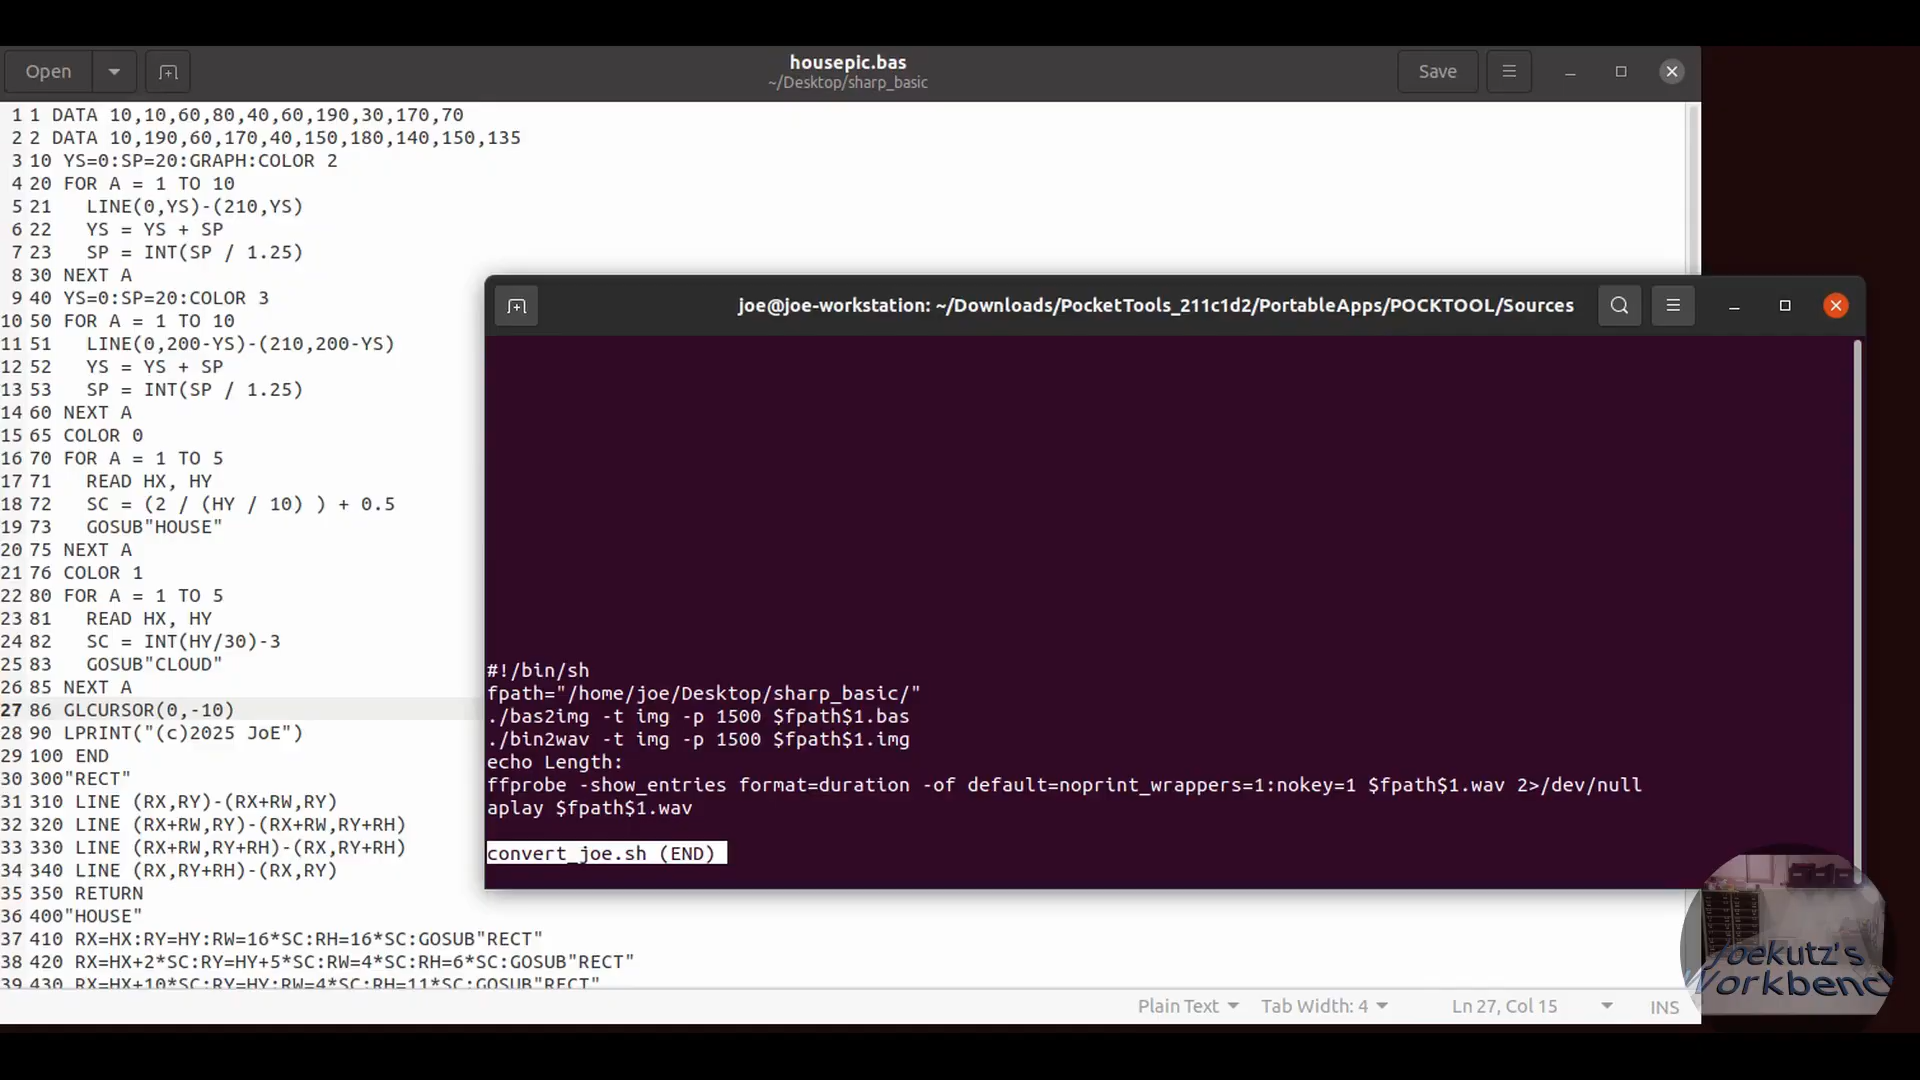 Open
housepic.bas
~/Desktop/sharp_basic
Save
1 1 DATA 10,10,60,80,40,60,190,30,170,70
2 2 DATA 10,190,60,170,40,150,180,140,150,135
3 10 YS=0:SP=20:GRAPH:COLOR 2
4 20 FOR A = 1 TO 10
5 21   LINE(0,YS)-(210,YS)
6 22   YS = YS + SP
7 23   SP = INT(SP / 1.25)
8 30 NEXT A
9 40 YS=0:SP=20:COLOR 3
10 50 FOR A = 1 TO 10
11 51   LINE(0,200-YS)-(210,200-YS)
12 52   YS = YS + SP
13 53   SP = INT(SP / 1.25)
14 60 NEXT A
15 65 COLOR 0
16 70 FOR A = 1 TO 5
17 71   READ HX, HY
18 72   SC = (2 / (HY / 10) ) + 0.5
19 73   GOSUB"HOUSE"
20 75 NEXT A
21 76 COLOR 1
22 80 FOR A = 1 TO 5
23 81   READ HX, HY
24 82   SC = INT(HY/30)-3
25 83   GOSUB"CLOUD"
26 85 NEXT A
27 86 GLCURSOR(0,-10)
28 90 LPRINT("(c)2025 JoE")
29 100 END
30 300"RECT"
31 310 LINE (RX,RY)-(RX+RW,RY)
32 320 LINE (RX+RW,RY)-(RX+RW,RY+RH)
33 330 LINE (RX+RW,RY+RH)-(RX,RY+RH)
34 340 LINE (RX,RY+RH)-(RX,RY)
35 350 RETURN
36 400"HOUSE"
37 410 RX=HX:RY=HY:RW=16*SC:RH=16*SC:GOSUB"RECT"
38 420 RX=HX+2*SC:RY=HY+5*SC:RW=4*SC:RH=6*SC:GOSUB"RECT"
39 430 RX=HX+10*SC:RY=HY:RW=4*SC:RH=11*SC:GOSUB"RECT"
joe@joe-workstation: ~/Downloads/PocketTools_211c1d2/PortableApps/POCKTOOL/Sources
#!/bin/sh
fpath="/home/joe/Desktop/sharp_basic/"
./bas2img -t img -p 1500 $fpath$1.bas
./bin2wav -t img -p 1500 $fpath$1.img
echo Length:
ffprobe -show_entries format=duration -of default=noprint_wrappers=1:nokey=1 $fpath$1.wav 2>/dev/null
aplay $fpath$1.wav
convert_joe.sh (END)
Plain Text
Tab Width: 4
Ln 27, Col 15
INS
Joekutz's
Workbench